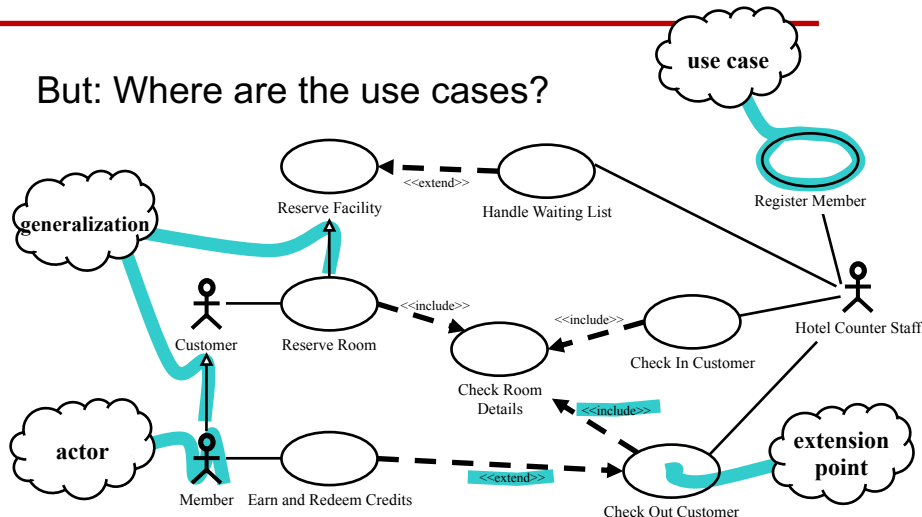 use case
But: Where are the use cases?
<<extend>>
Register Member
Reserve Facility
Handle Waiting List
generalization
<<include>>
<<include>>
Hotel Counter Staff
Customer
Reserve Room
Check In Customer
Check Room
Details
<<include>>
actor
extension
point
<<extend>>
Member
Earn and Redeem Credits
Check Out Customer